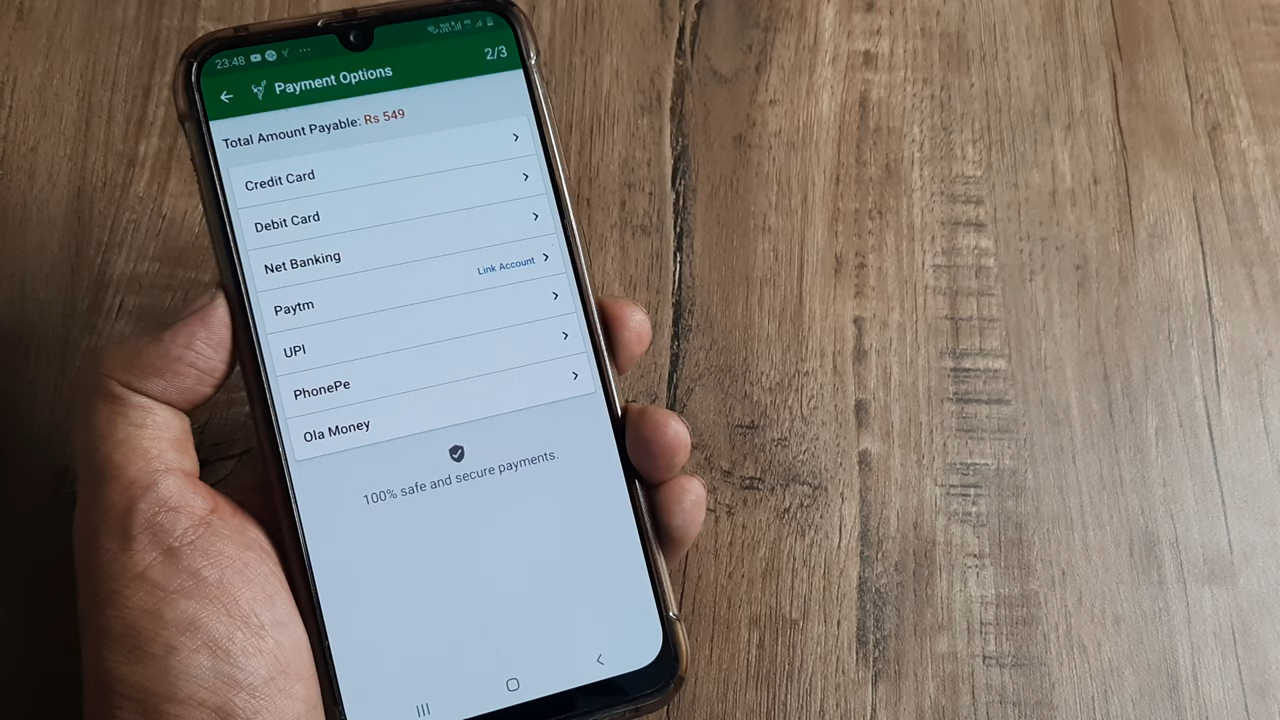 23:48
Payment Options
2/3
Total Amount Payable: Rs 549
Credit Card
Debit Card
Net Banking
Paytm
Link Account
UPI
PhonePe
Ola Money
100% safe and secure payments.